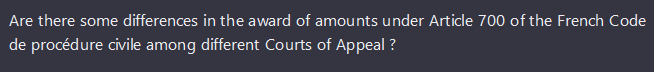 Are there some differences in the award of amounts under Article 700 of the French Code
de procédure civile among different Courts of Appeal ?